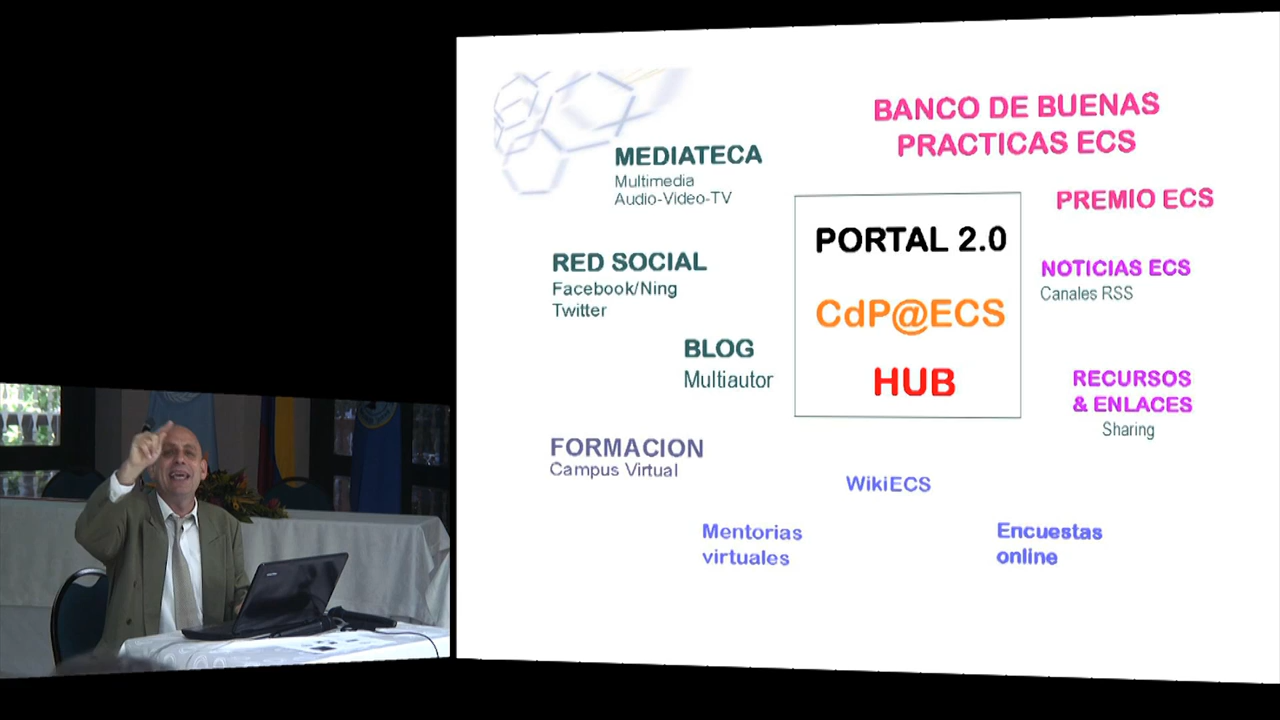 MEDIATECA
Multimedia
Audio-Video-TV
RED SOCIAL
Facebook/Ning
Twitter
BLOG
Multiautor
FORMACION
Campus Virtual
BANCO DE BUENAS
PRACTICAS ECS
PREMIO ECS
PORTAL 2.0
CdP@ECS
HUB
NOTICIAS ECS
Canales RSS
RECURSOS
& ENLACES
Sharing
WikiECS
Mentorias
virtuales
Encuestas
online